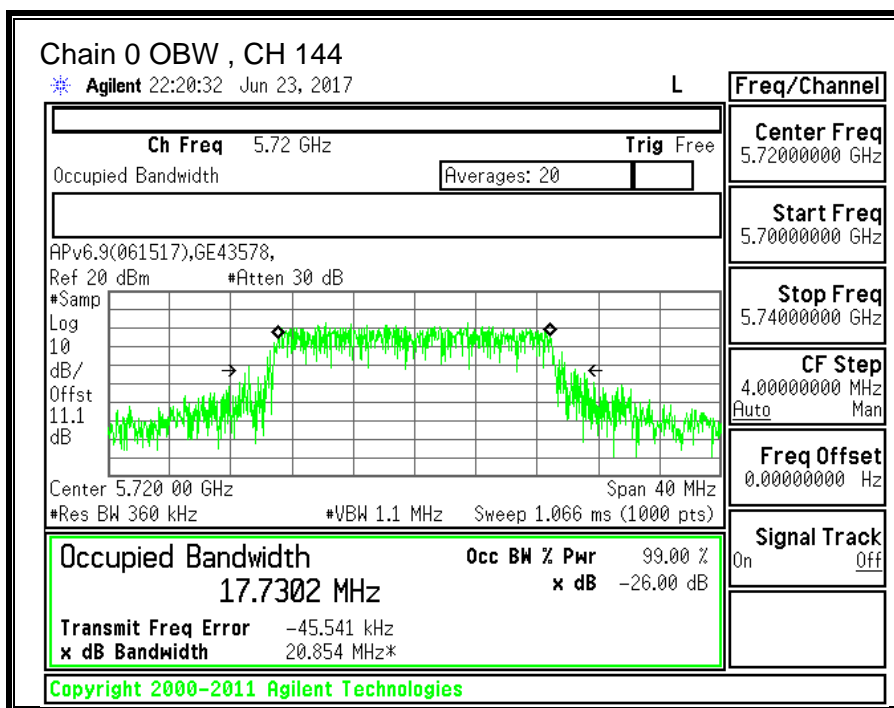 Chain 0 OBW , CH 144
Agilent 22:20:32 Jun 23, 2017 L
Freq/Channel
Ch Freq 5.72 GHz Trig Free
Occupied Bandwidth Averages: 20
Center Freq
5.72000000 GHz
Start Freq
5.70000000 GHz
Stop Freq
5.74000000 GHz
CF Step
4.00000000 MHz
Auto Man
Freq Offset
0.00000000 Hz
Signal Track
On Off
APv6.9(061517),GE43578,
Ref 20 dBm #Atten 30 dB
#Samp
Log
10
dB/
Offst
11.1
dB
Center 5.720 00 GHz Span 40 MHz
#Res BW 360 kHz #VBW 1.1 MHz Sweep 1.066 ms (1000 pts)
Occupied Bandwidth Occ BW % Pwr 99.00 %
17.7302 MHz x dB -26.00 dB
Transmit Freq Error -45.541 kHz
x dB Bandwidth 20.854 MHz*
Copyright 2000-2011 Agilent Technologies